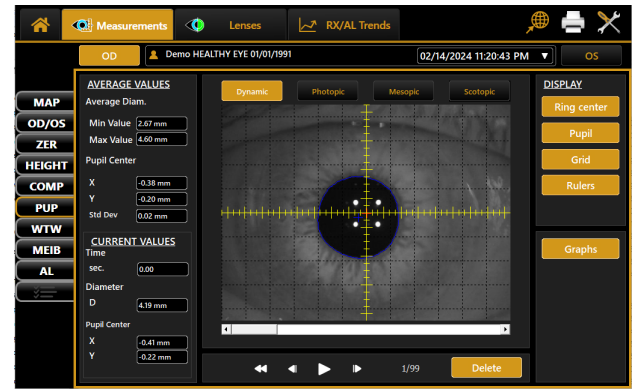 Measurements
Lenses
RX/AL Trends
OD
Demo HEALTHY EYE 01/01/1991
02/14/2024 11:20:43 PM
OS
MAP
OD/OS
ZER
HEIGHT
COMP
PUP
WTW
MEIB
AL
AVERAGE VALUES
Average Diam.
Min Value 2.67 mm
Max Value 4.60 mm
Pupil Center
X -0.38 mm
Y -0.20 mm
Std Dev 0.02 mm
CURRENT VALUES
Time
sec. 0.00
Diameter
D 4.19 mm
Pupil Center
X -0.41 mm
Y -0.22 mm
Dynamic Photopic Mesopic Scotopic
1/99
Delete
DISPLAY
Ring center
Pupil
Grid
Rulers
Graphs